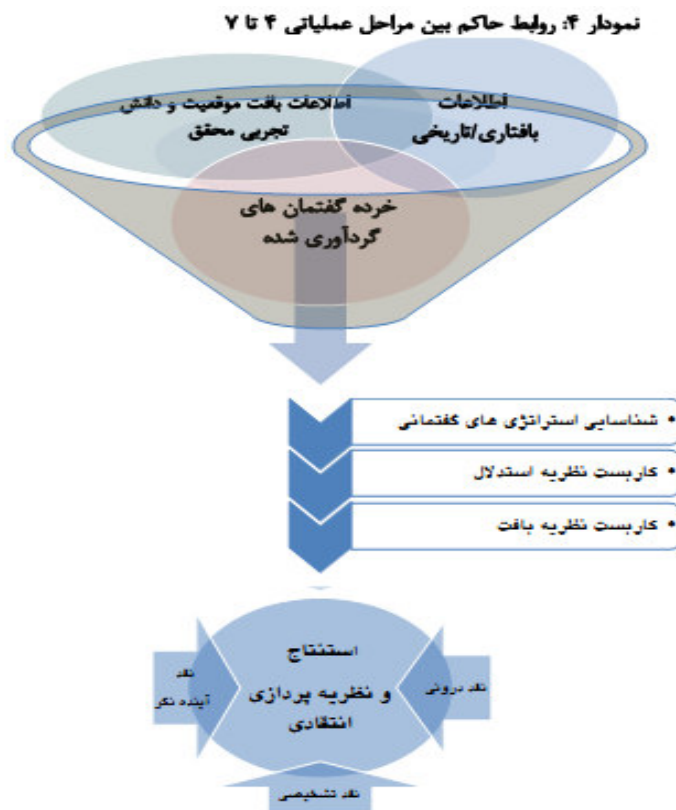 نمودار ۴: روابط حاکم بین مراحل عملیاتی ۴ تا ۷
اطلاعات
بافتاری/تاریخی
اطلاعات بافت موقعیت و دانش
تجربی محقق
خرده گفتمان های
گردآوری شده
• شناسایی استراتژی های گفتمانی
• کاربست نظریه استدلال
• کاربست نظریه بافت
استنتاج
و نظریه پردازی
انتقادی
نقد درونی
نقد
آینده نگر
نقد تشخیصی